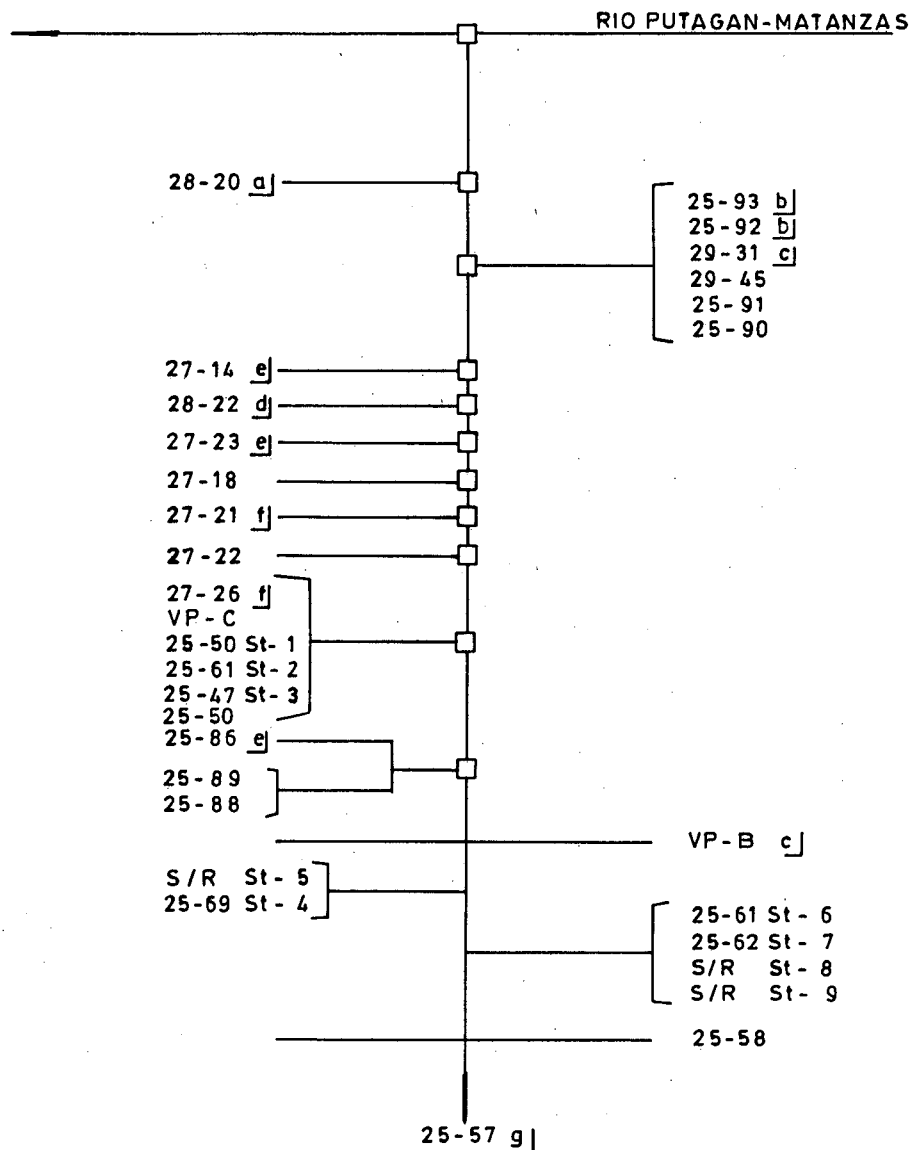 RIO PUTAGAN-MATANZAS
28-20 a
25-93 b
25-92 b
29-31 c
29-45
25-91
25-90
27-14 e
28-22 d
27-23 e
27-18
27-21 f
27-22
27-26 f
VP-C
25-50 St-1
25-61 St-2
25-47 St-3
25-50
25-86 e
25-89
25-88
VP-B c
S/R St-5
25-69 St-4
25-61 St-6
25-62 St-7
S/R St-8
S/R St-9
25-58
25-57 g